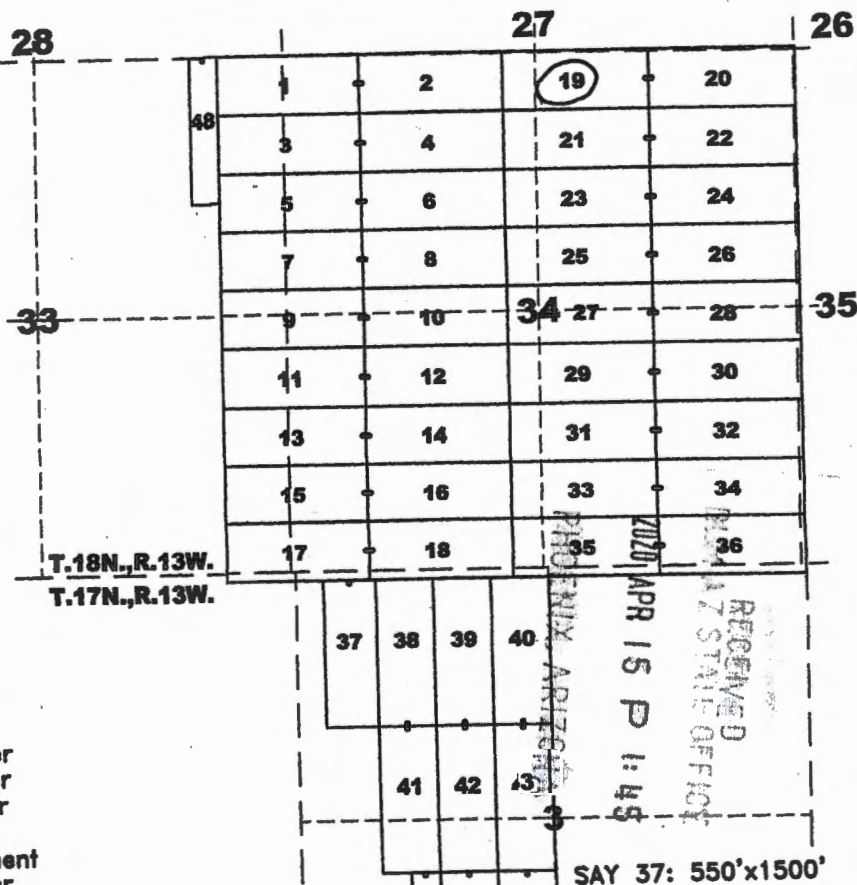 28 27 26
1 2 19 20
48
3 4 21 22
5 6 23 24
7 8 25 26
33 9 10 34 27 28 35
11 12 29 30
13 14 31 32
15 16 33 34
17 18 35 36
T.18N.,R.13W.
T.17N.,R.13W.
37 38 39 40
41 42 43
3
RECEIVED
AZ STATE OFFICE
2020 APR 15 P 1:45
PHOENIX, ARIZONA
SAY 37: 550'x1500'